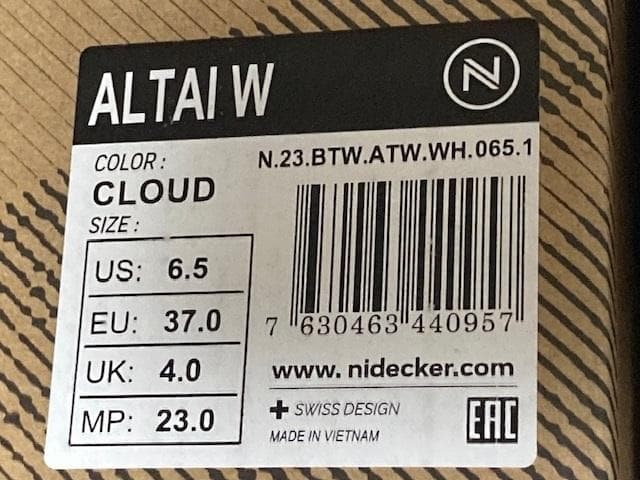 ALTAI W
N
COLOR:
CLOUD
SIZE:
US: 6.5
EU: 37.0
UK: 4.0
MP: 23.0
N.23.BTW.ATW.WH.065.1
7 630463 440957
www. nidecker.com
+ SWISS DESIGN
MADE IN VIETNAM
EAC